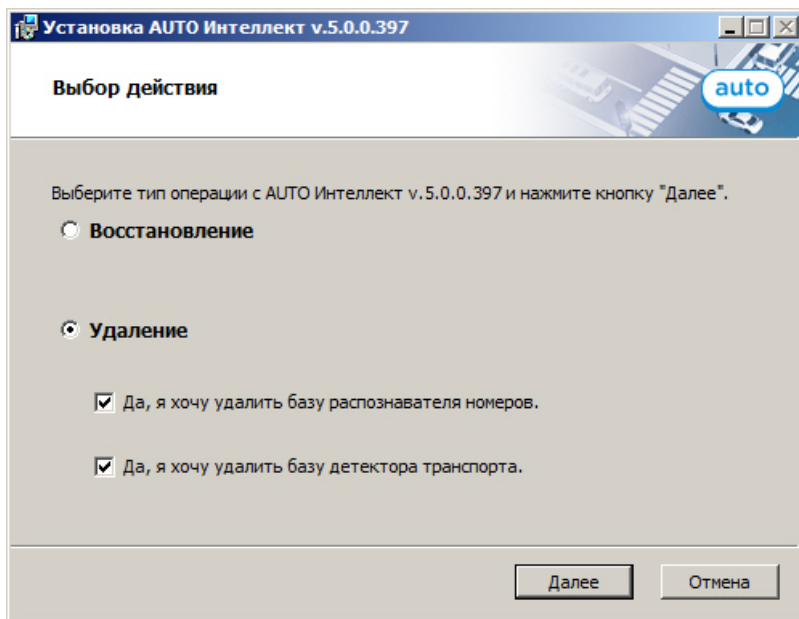 Установка AUTO Интеллект v.5.0.0.397
Выбор действия
auto
Выберите тип операции с AUTO Интеллект v.5.0.0.397 и нажмите кнопку "Далее".
Восстановление
Удаление
Да, я хочу удалить базу распознавателя номеров.
Да, я хочу удалить базу детектора транспорта.
Далее
Отмена